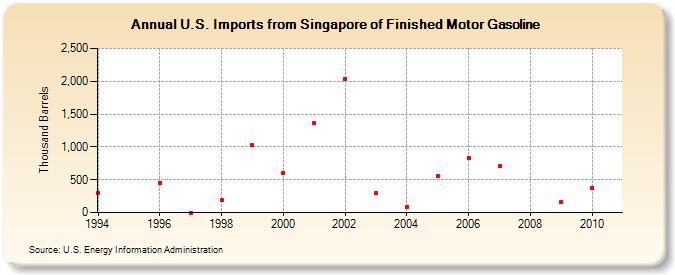 Annual U.S. Imports from Singapore of Finished Motor Gasoline
Thousand Barrels
2,500
2,000
1,500
1,000
500
0
1994 1996 1998 2000 2002 2004 2006 2008 2010
Source: U.S. Energy Information Administration